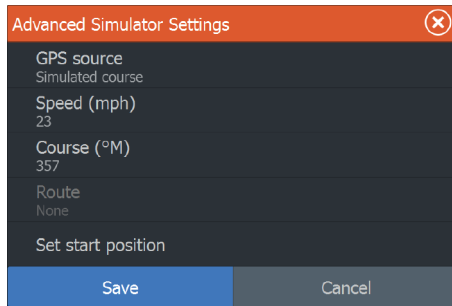 Advanced Simulator Settings
GPS source
Simulated course
Speed (mph)
23
Course (°M)
357
Route
None
Set start position
Save
Cancel